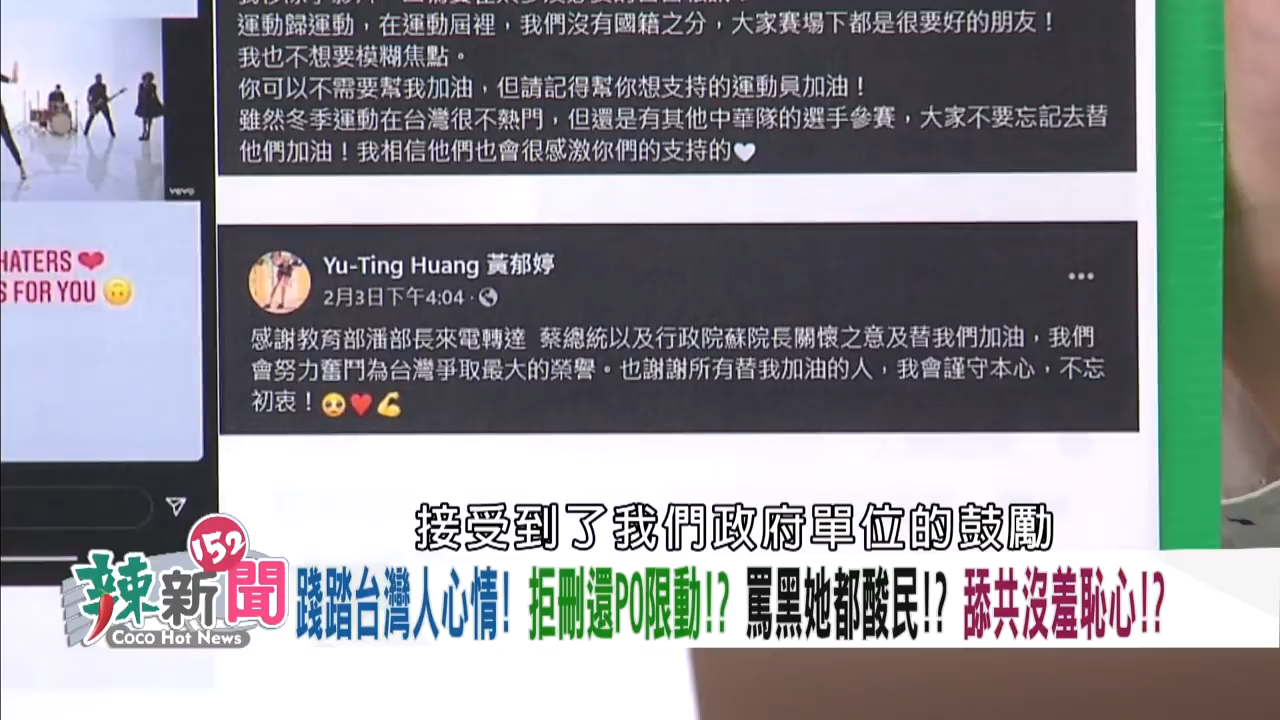 運動歸運動，在運動屆裡，我們沒有國籍之分，大家賽場下都是很要好的朋友！
我也不想要模糊焦點。
你可以不需要幫我加油，但請記得幫你想支持的運動員加油！
雖然冬季運動在台灣很不熱門，但還是有其他中華隊的選手參賽，大家不要忘記去替
他們加油！我相信他們也會很感激你們的支持的🤍
vevo
HATERS ❤
S FOR YOU 🙃
Yu-Ting Huang 黃郁婷
2月3日下午4:04 ·
感謝教育部潘部長來電轉達 蔡總統以及行政院蘇院長關懷之意及替我們加油，我們
會努力奮鬥為台灣爭取最大的榮譽。也謝謝所有替我加油的人，我會謹守本心，不忘
初衷！🥺❤️💪
接受到了我們政府單位的鼓勵
152
辣新聞
Coco Hot News
踐踏台灣人心情! 拒刪還PO限動!? 罵黑她都酸民!? 舔共沒羞恥心!?